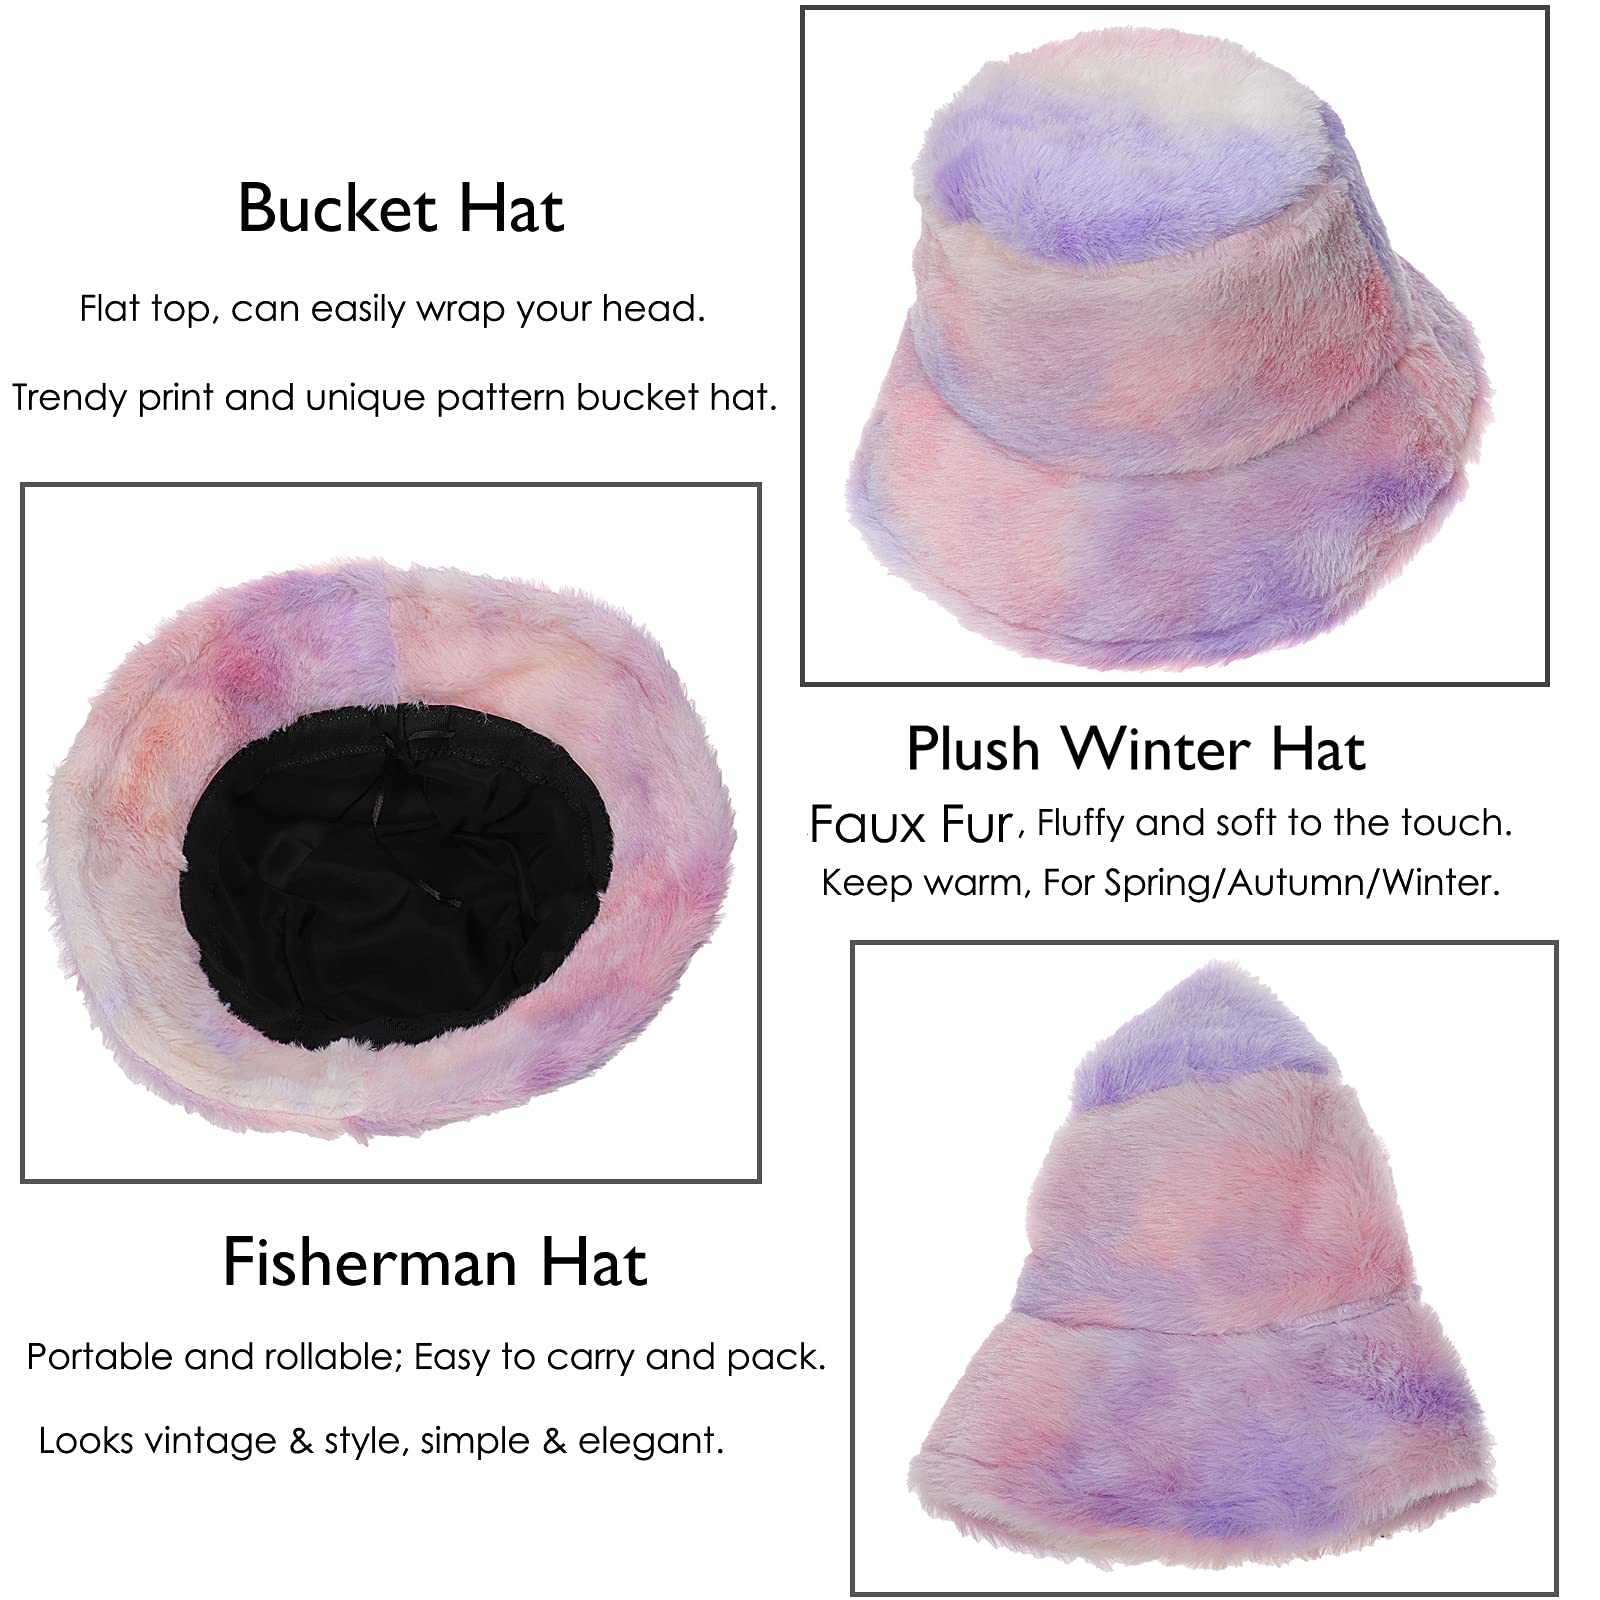 Bucket Hat
Flat top, can easily wrap your head.
Trendy print and unique pattern bucket hat.
Plush Winter Hat
Faux Fur, Fluffy and soft to the touch.
Keep warm, For Spring/Autumn/Winter.
Fisherman Hat
Portable and rollable; Easy to carry and pack.
Looks vintage & style, simple & elegant.